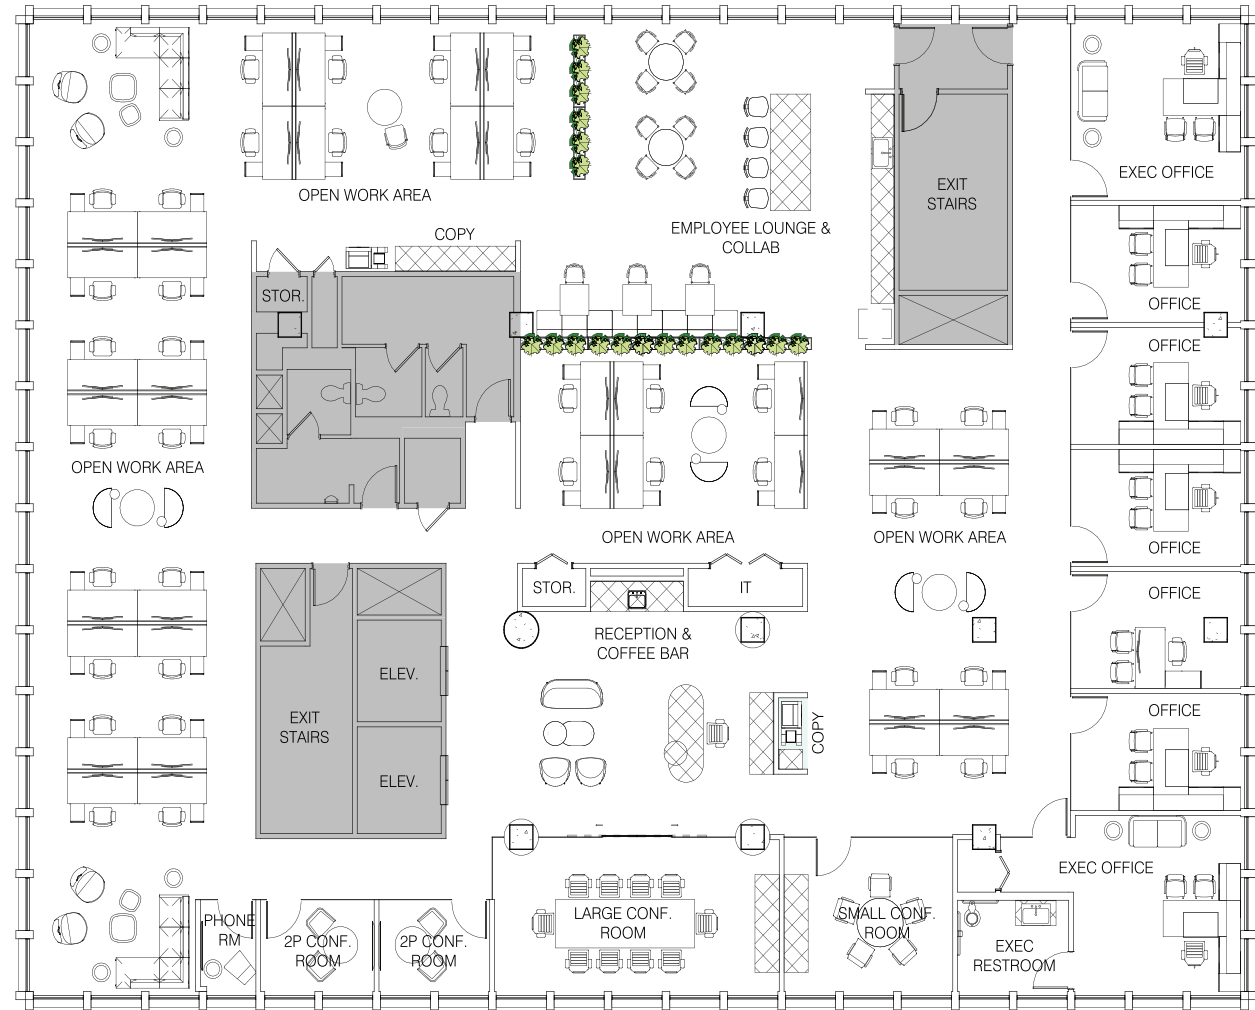 EXEC OFFICE
OPEN WORK AREA
EXIT
STAIRS
EMPLOYEE LOUNGE &
COLLAB
COPY
STOR.
OFFICE
OFFICE
OPEN WORK AREA
OPEN WORK AREA
OPEN WORK AREA
OFFICE
STOR.
IT
OFFICE
RECEPTION &
COFFEE BAR
ELEV.
EXIT
STAIRS
COPY
OFFICE
ELEV.
EXEC OFFICE
PHONE
RM
2P CONF.
ROOM
2P CONF.
ROOM
LARGE CONF.
ROOM
SMALL CONF.
ROOM
EXEC
RESTROOM